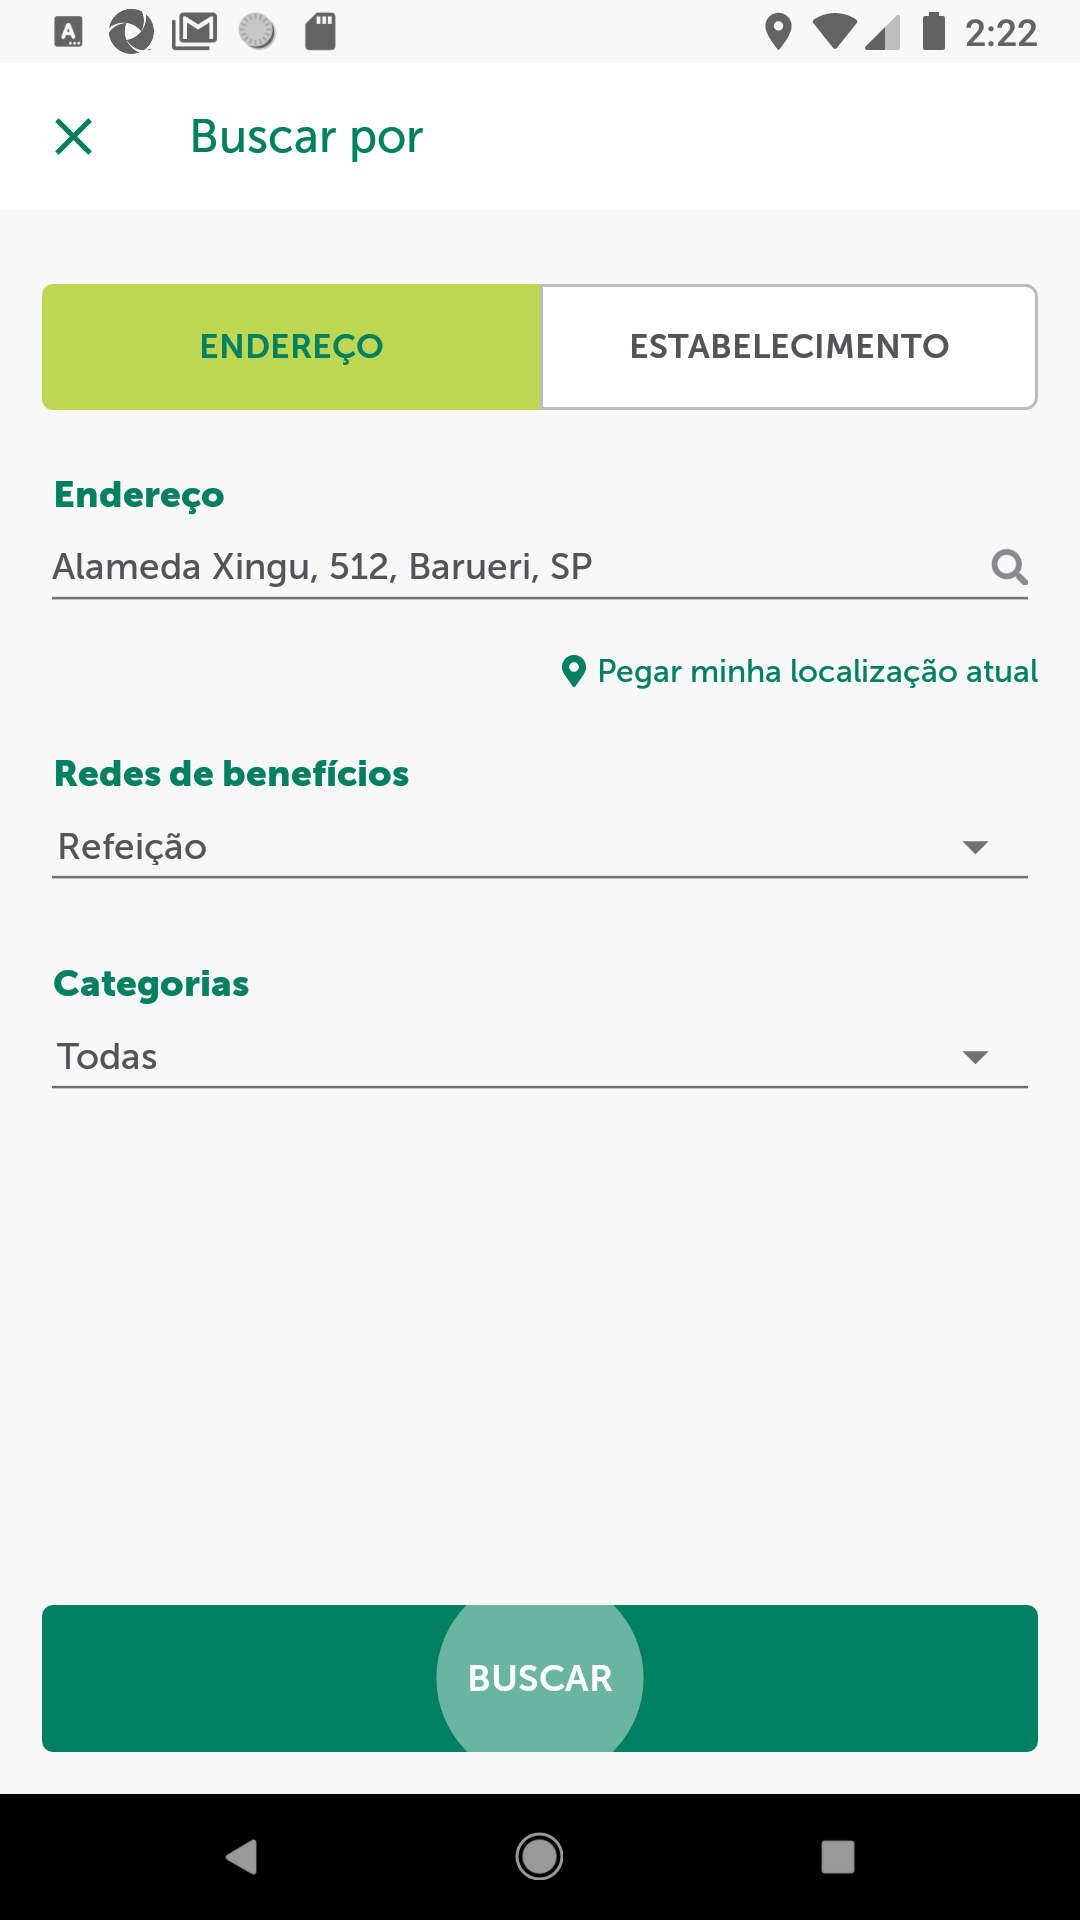 2:22
Buscar por
ENDEREÇO
ESTABELECIMENTO
Endereço
Alameda Xingu, 512, Barueri, SP
Pegar minha localização atual
Redes de benefícios
Refeição
Categorias
Todas
BUSCAR